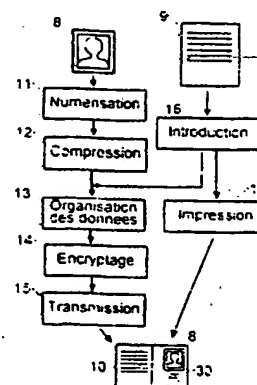 8
9
11
Numérisation
16
12
Introduction
Compression
13
Organisation
des données
Impression
14
Encryptage
15
Transmission
8
10
30